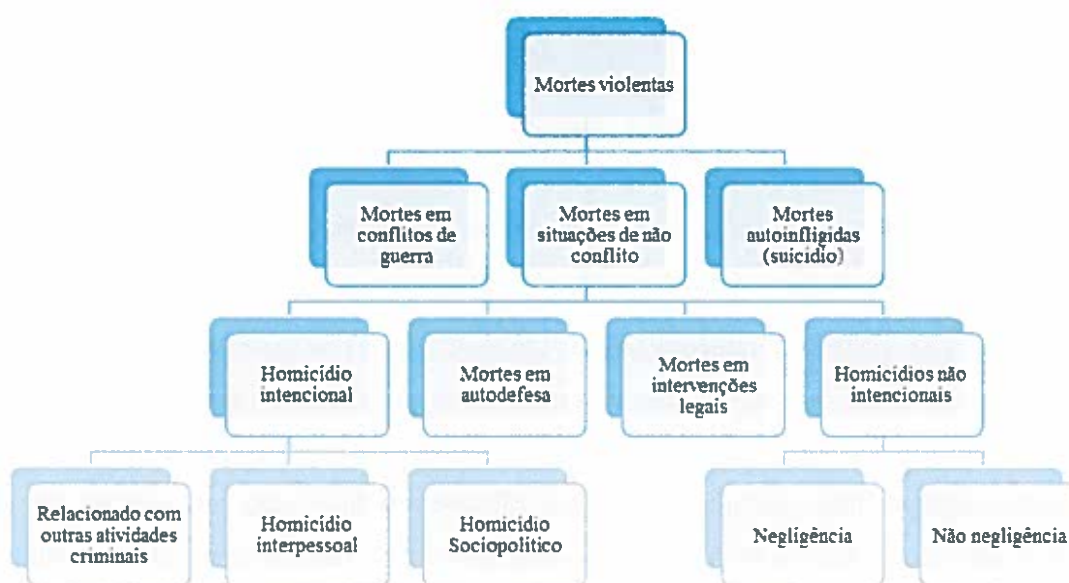 Mortes violentas
Mortes em
conflitos de
guerra
Mortes em
situações de não
conflito
Mortes
autoinfligidas
(suicídio)
Homicídio
intencional
Mortes em
autodefesa
Mortes em
intervenções
legais
Homicídios não
intencionais
Relacionado com
outras atividades
criminais
Homicídio
interpessoal
Homicídio
Sociopolítico
Negligência
Não negligência